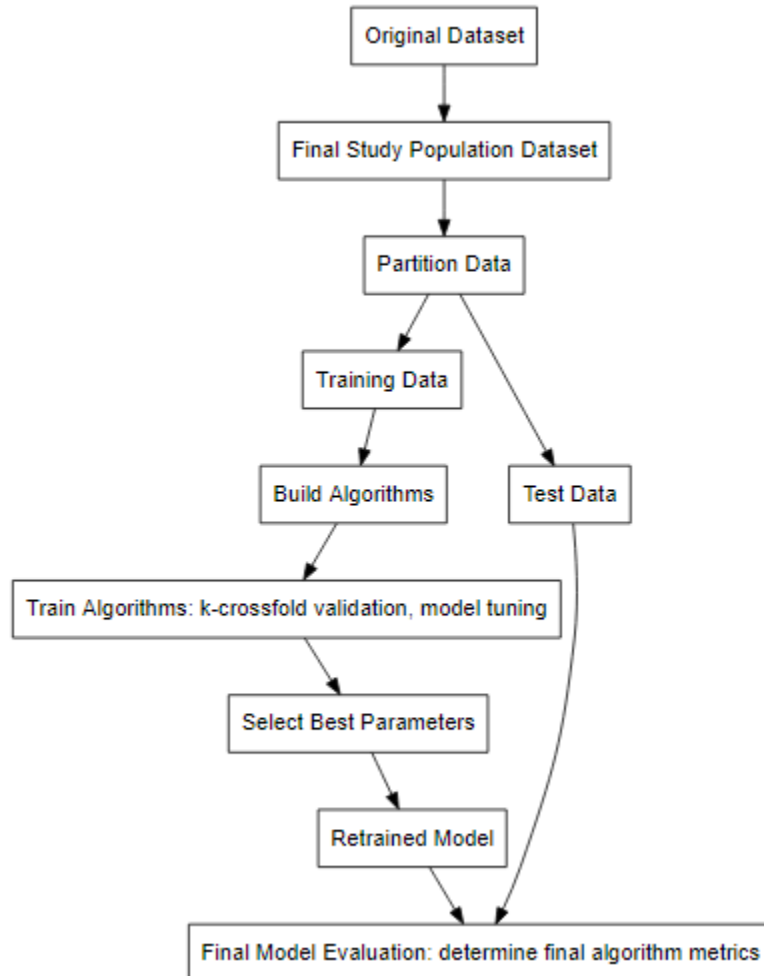 Original Dataset
Final Study Population Dataset
Partition Data
Training Data
Build Algorithms
Test Data
Train Algorithms: k-crossfold validation, model tuning
Select Best Parameters
Retrained Model
Final Model Evaluation: determine final algorithm metrics